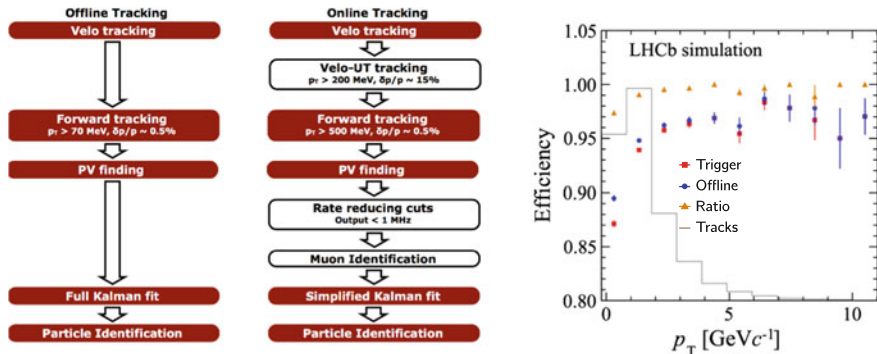 Offline Tracking
Velo tracking
Forward tracking
pT > 70 MeV, δp/p ~ 0.5%
PV finding
Full Kalman fit
Particle Identification
Online Tracking
Velo tracking
Velo-UT tracking
pT > 200 MeV, δp/p ~ 15%
Forward tracking
pT > 500 MeV, δp/p ~ 0.5%
PV finding
Rate reducing cuts
Output < 1 MHz
Muon Identification
Simplified Kalman fit
Particle Identification
Efficiency
1.05
1.00
0.95
0.90
0.85
0.80
LHCb simulation
Trigger
Offline
Ratio
Tracks
0 5 10
pT [GeVc⁻¹]